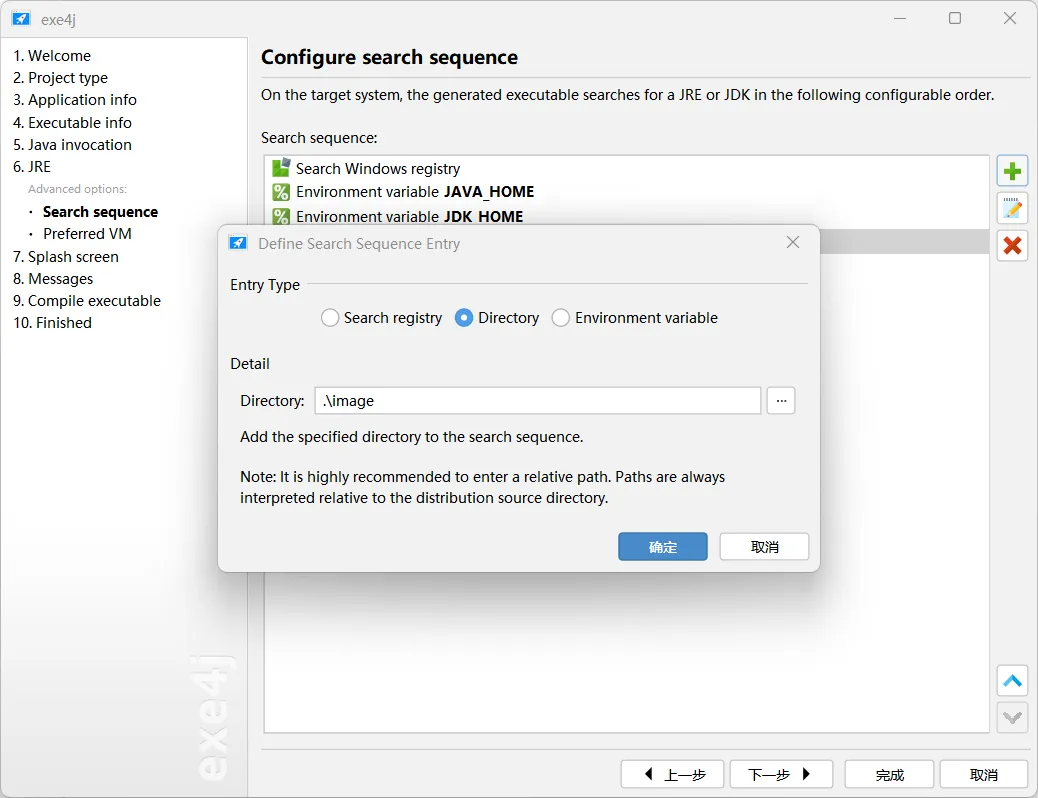 exe4j
1. Welcome
2. Project type
3. Application info
4. Executable info
5. Java invocation
6. JRE
Advanced options:
· Search sequence
· Preferred VM
7. Splash screen
8. Messages
9. Compile executable
10. Finished
exe4j
Configure search sequence
On the target system, the generated executable searches for a JRE or JDK in the following configurable order.
Search sequence:
Search Windows registry
Environment variable JAVA_HOME
Environment variable JDK_HOME
Define Search Sequence Entry
Entry Type
Search registry Directory Environment variable
Detail
Directory: .\image ...
Add the specified directory to the search sequence.
Note: It is highly recommended to enter a relative path. Paths are always
interpreted relative to the distribution source directory.
确定 取消
上一步 下一步 完成 取消